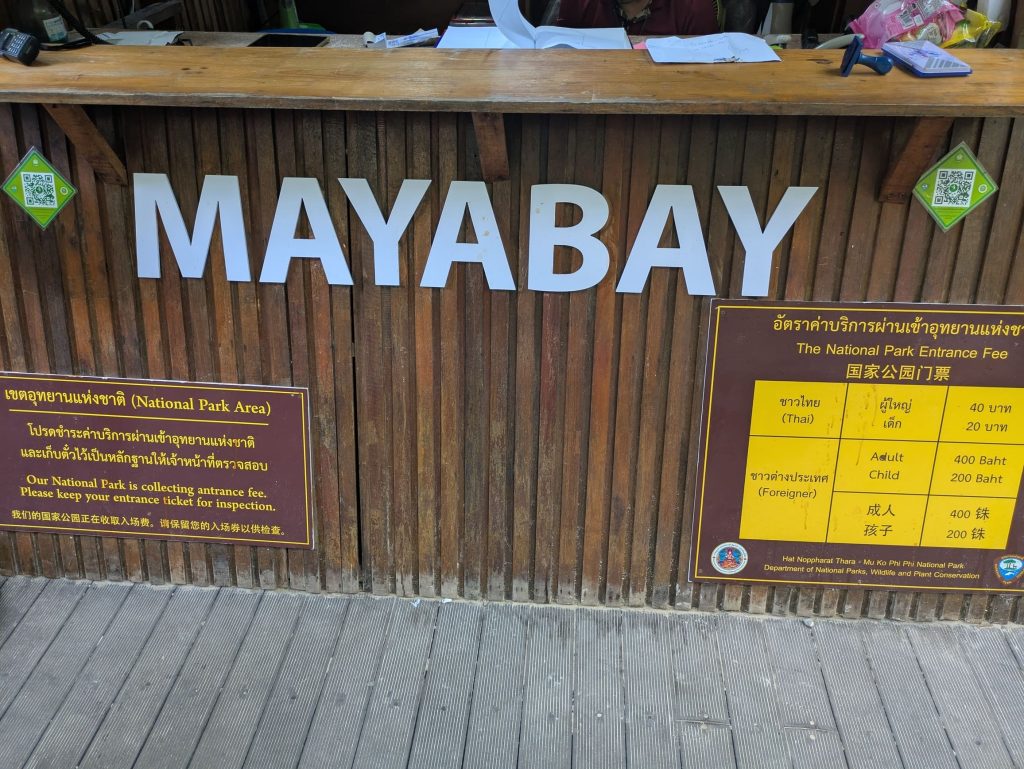 MAYABAY
เขตอุทยานแห่งชาติ (National Park Area)
โปรดชำระค่าบริการผ่านเข้าอุทยานแห่งชาติ
และเก็บตั๋วไว้เป็นหลักฐานให้เจ้าหน้าที่ตรวจสอบ
Our National Park is collecting antrance fee.
Please keep your entrance ticket for inspection.
我们的国家公园正在收取入场费。询保留您的入场券以供检查。
อัตราค่าบริการผ่านเข้าอุทยานแห่งชา
The National Park Entrance Fee
国家公园门票
ชาวไทย (Thai) ผู้ใหญ่ 40 บาท
เด็ก 20 บาท
ชาวต่างประเทศ (Foreigner) Adult 400 Baht
Child 200 Baht
成人 400 铢
孩子 200 铢
Hat Noppharat Thara - Mu Ko Phi Phi National Park
Department of National Parks, Wildlife and Plant Conservation